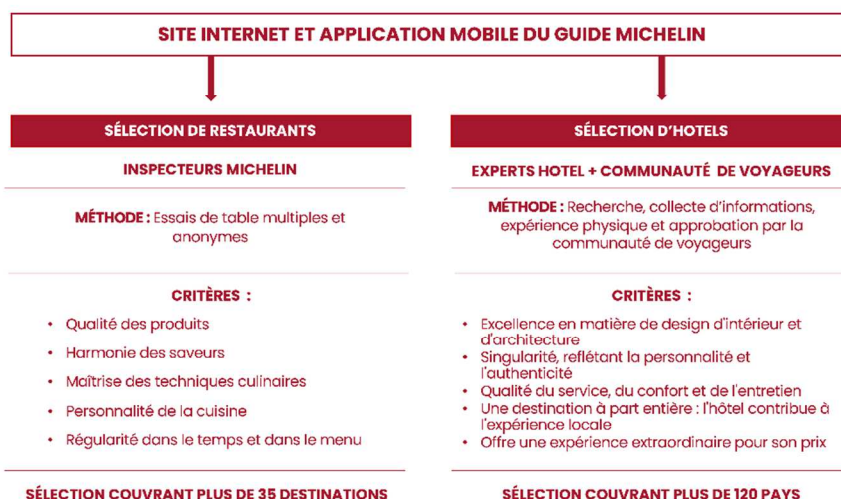 SITE INTERNET ET APPLICATION MOBILE DU GUIDE MICHELIN
SÉLECTION DE RESTAURANTS
INSPECTEURS MICHELIN
MÉTHODE : Essais de table multiples et
anonymes
CRITÈRES :
• Qualité des produits
• Harmonie des saveurs
• Maîtrise des techniques culinaires
• Personnalité de la cuisine
• Régularité dans le temps et dans le menu
SÉLECTION COUVRANT PLUS DE 35 DESTINATIONS
SÉLECTION D'HOTELS
EXPERTS HOTEL + COMMUNAUTÉ DE VOYAGEURS
MÉTHODE : Recherche, collecte d'informations,
expérience physique et approbation par la
communauté de voyageurs
CRITÈRES :
• Excellence en matière de design d'intérieur et
d'architecture
• Singularité, reflétant la personnalité et
l'authenticité
• Qualité du service, du confort et de l'entretien
• Une destination à part entière : l'hôtel contribue à
l'expérience locale
• Offre une expérience extraordinaire pour son prix
SÉLECTION COUVRANT PLUS DE 120 PAYS